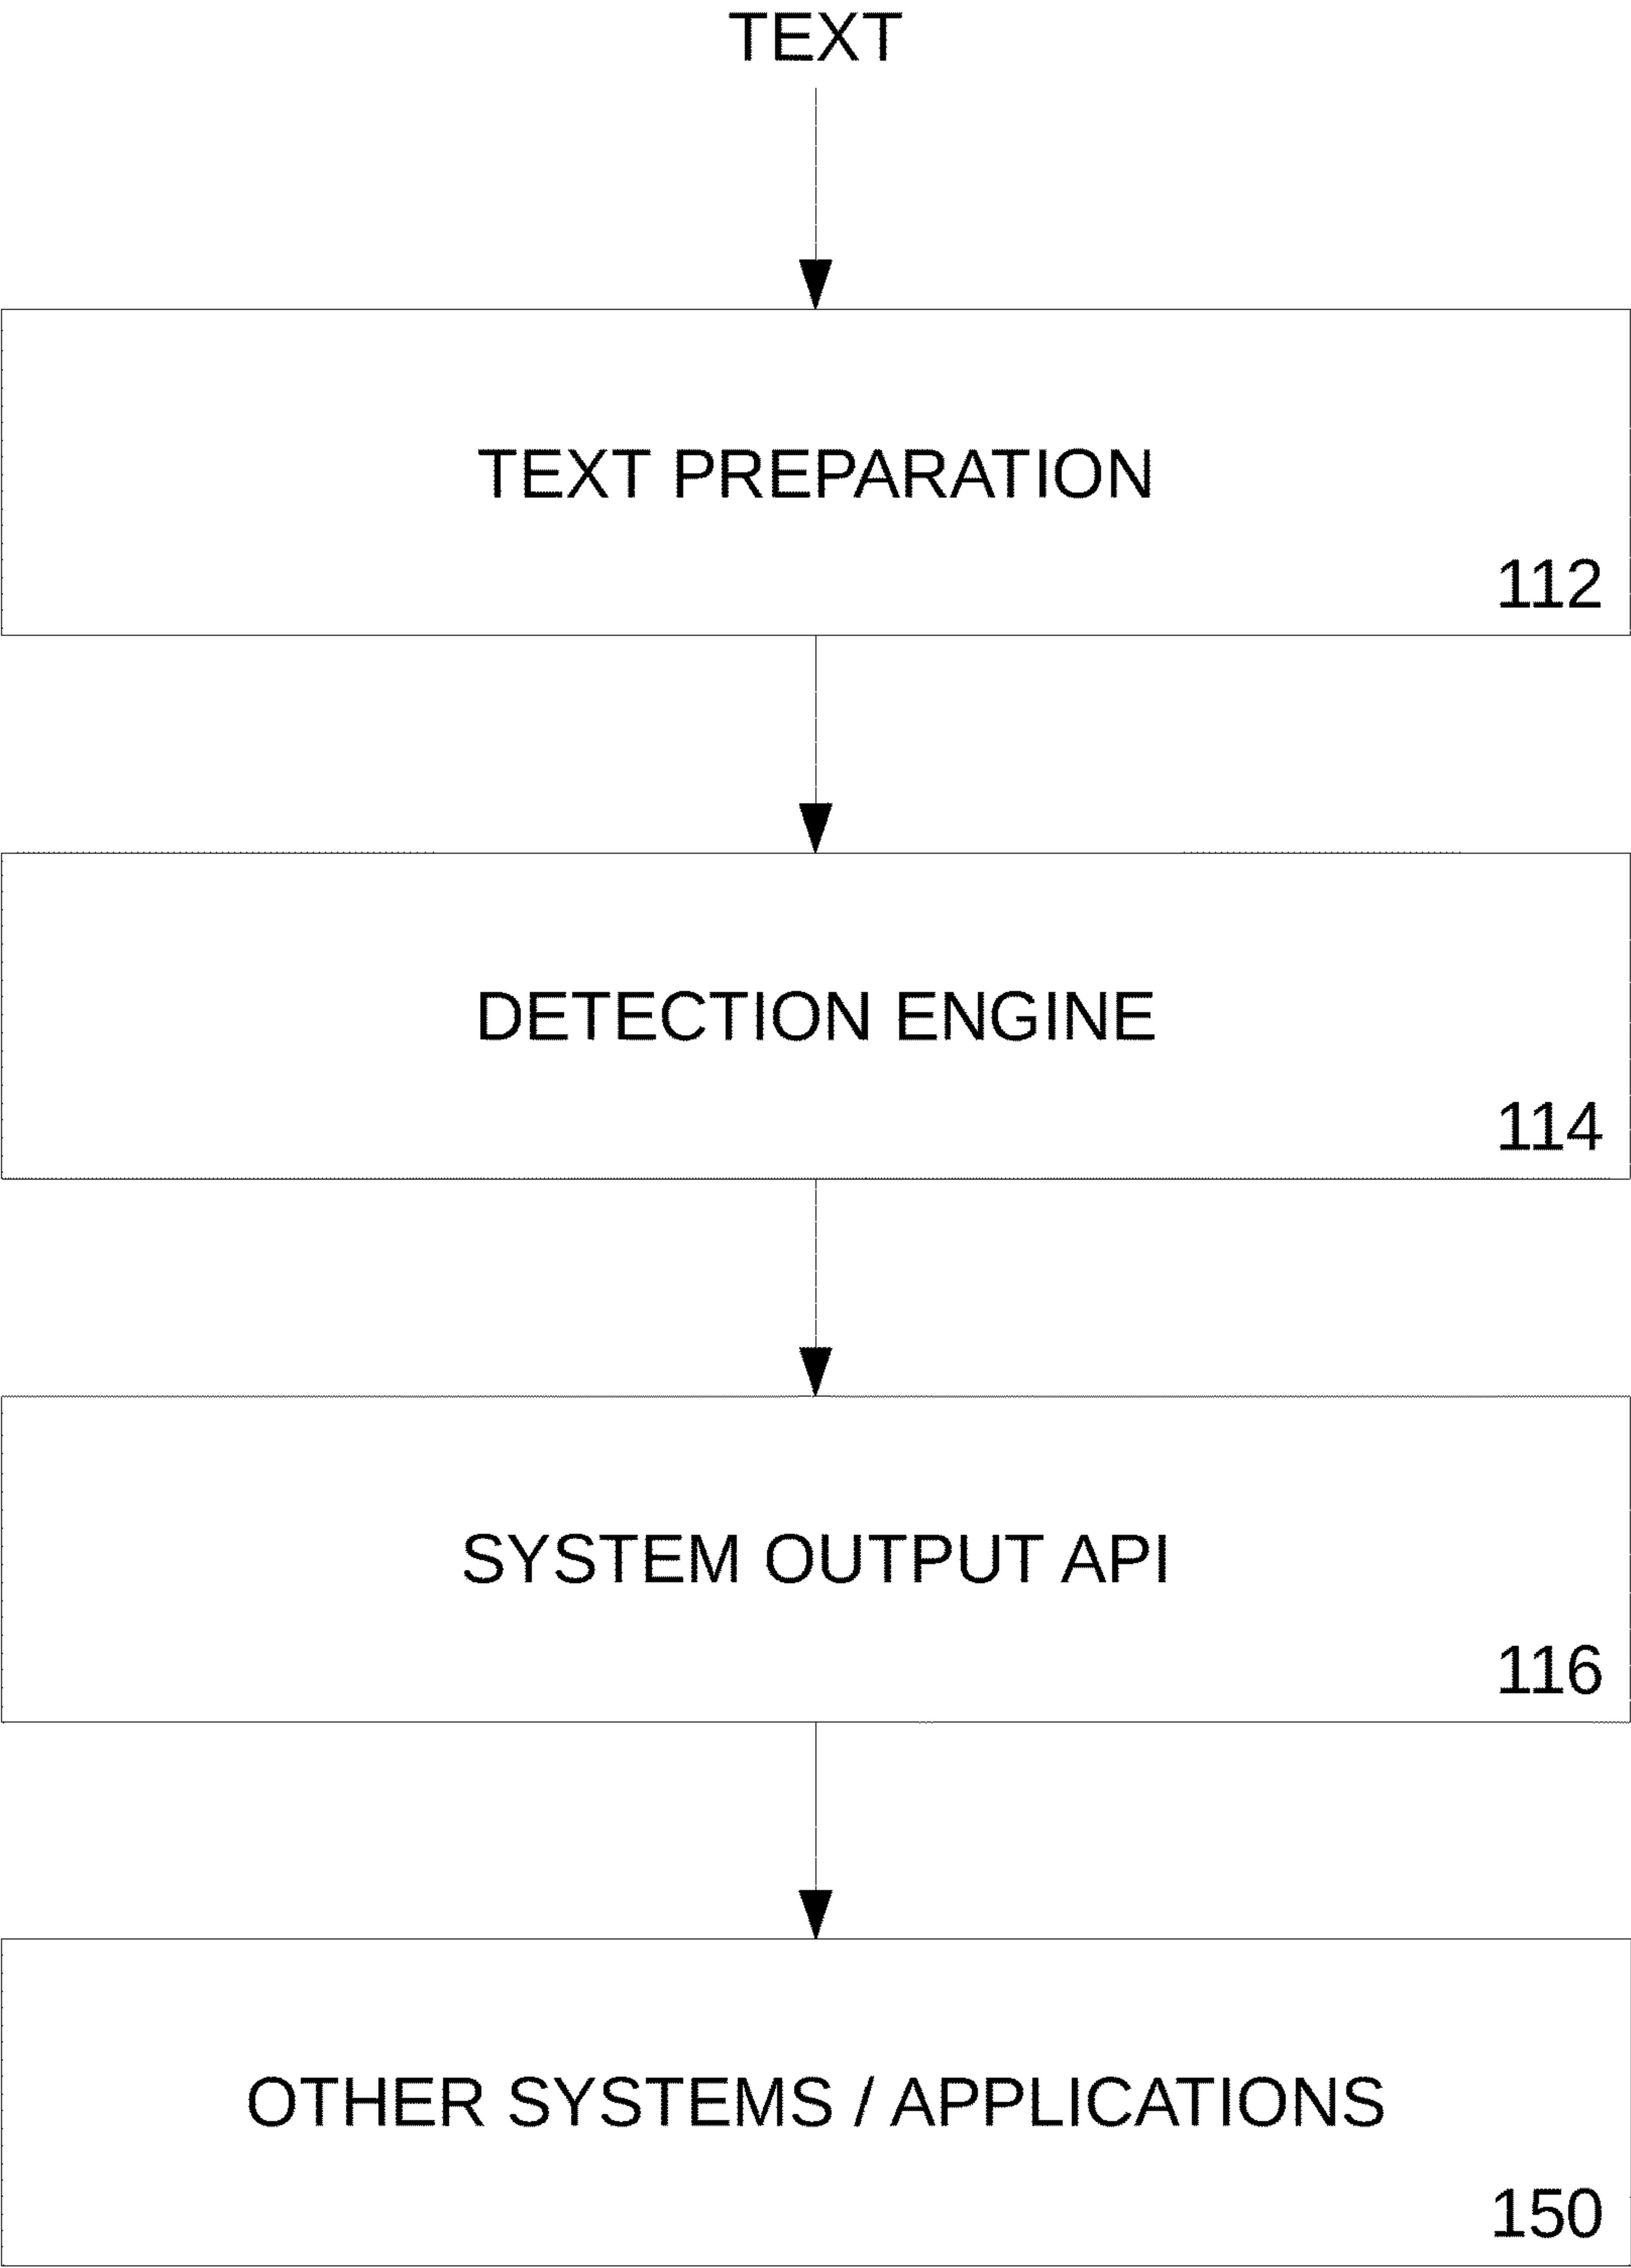 TEXT
TEXT PREPARATION
112
DETECTION ENGINE
114
SYSTEM OUTPUT API
116
OTHER SYSTEMS / APPLICATIONS
150